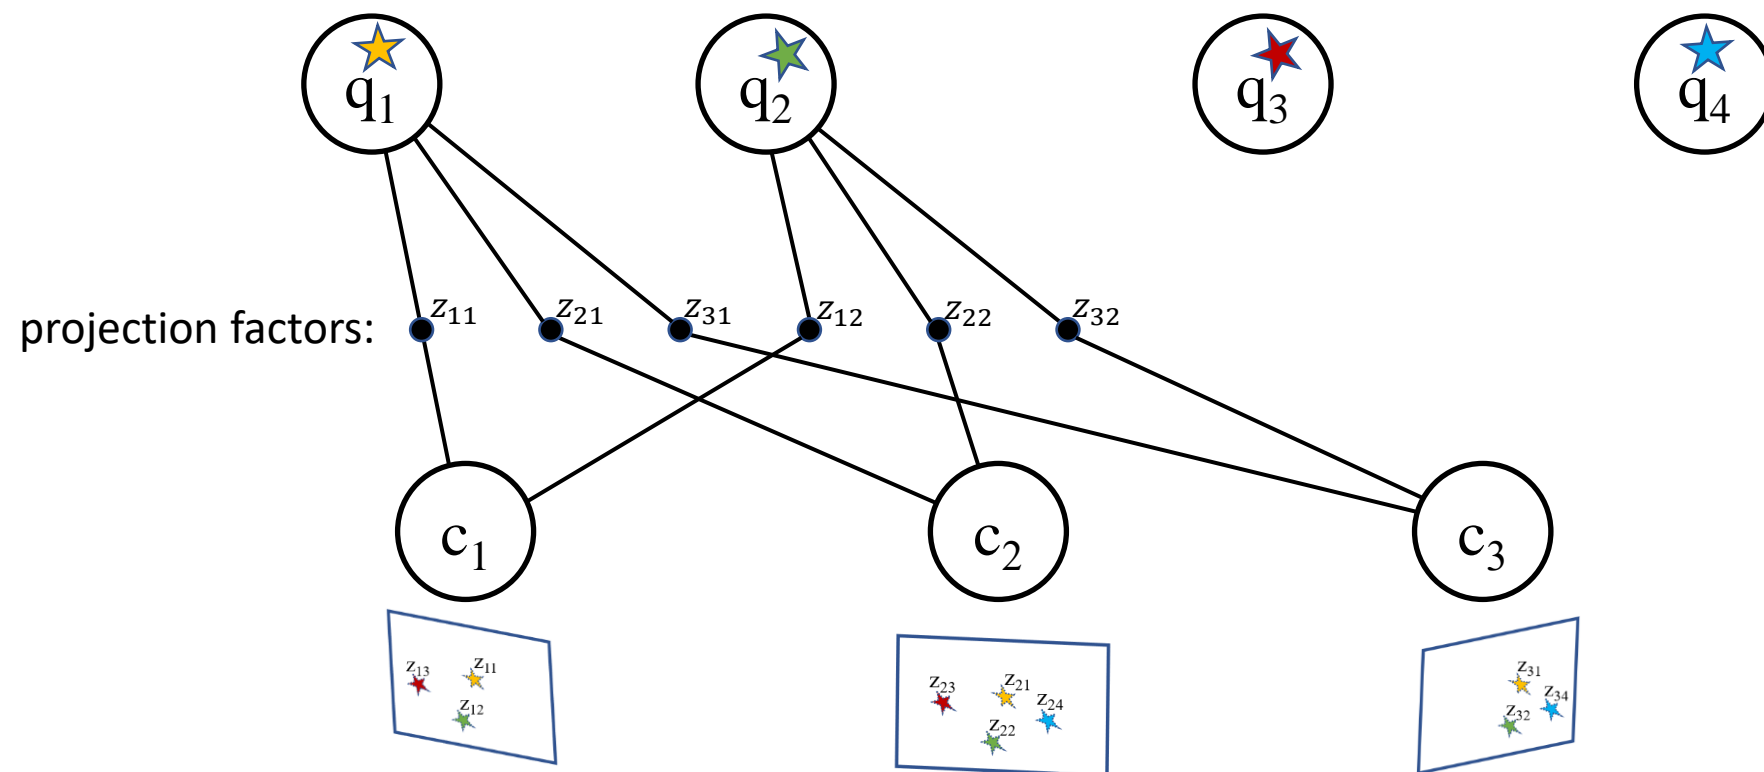 q₁ q₂ q₃ q₄
projection factors: z₁₁ z₂₁ z₃₁ z₁₂ z₂₂ z₃₂
c₁ c₂ c₃
z₁₃ z₁₁
z₁₂
z₂₃ z₂₁ z₂₄
z₂₂
z₃₁
z₃₂ z₃₄